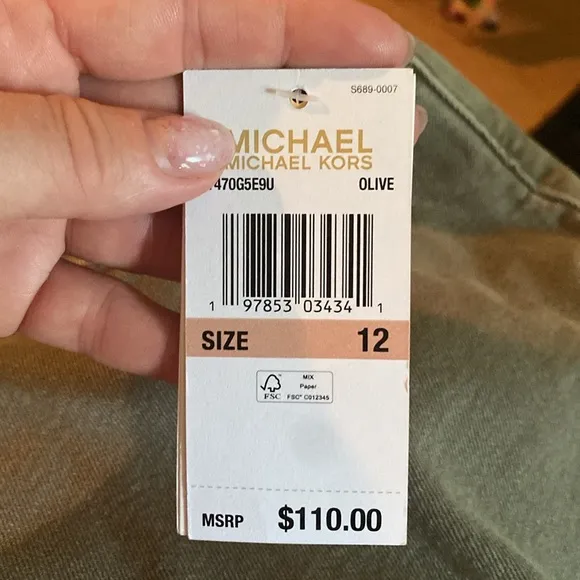 S689-0007
MICHAEL
MICHAEL KORS
470G5E9U OLIVE
1 97853 03434 1
SIZE 12
MIX
Paper
FSC FSC® C012345
MSRP $110.00